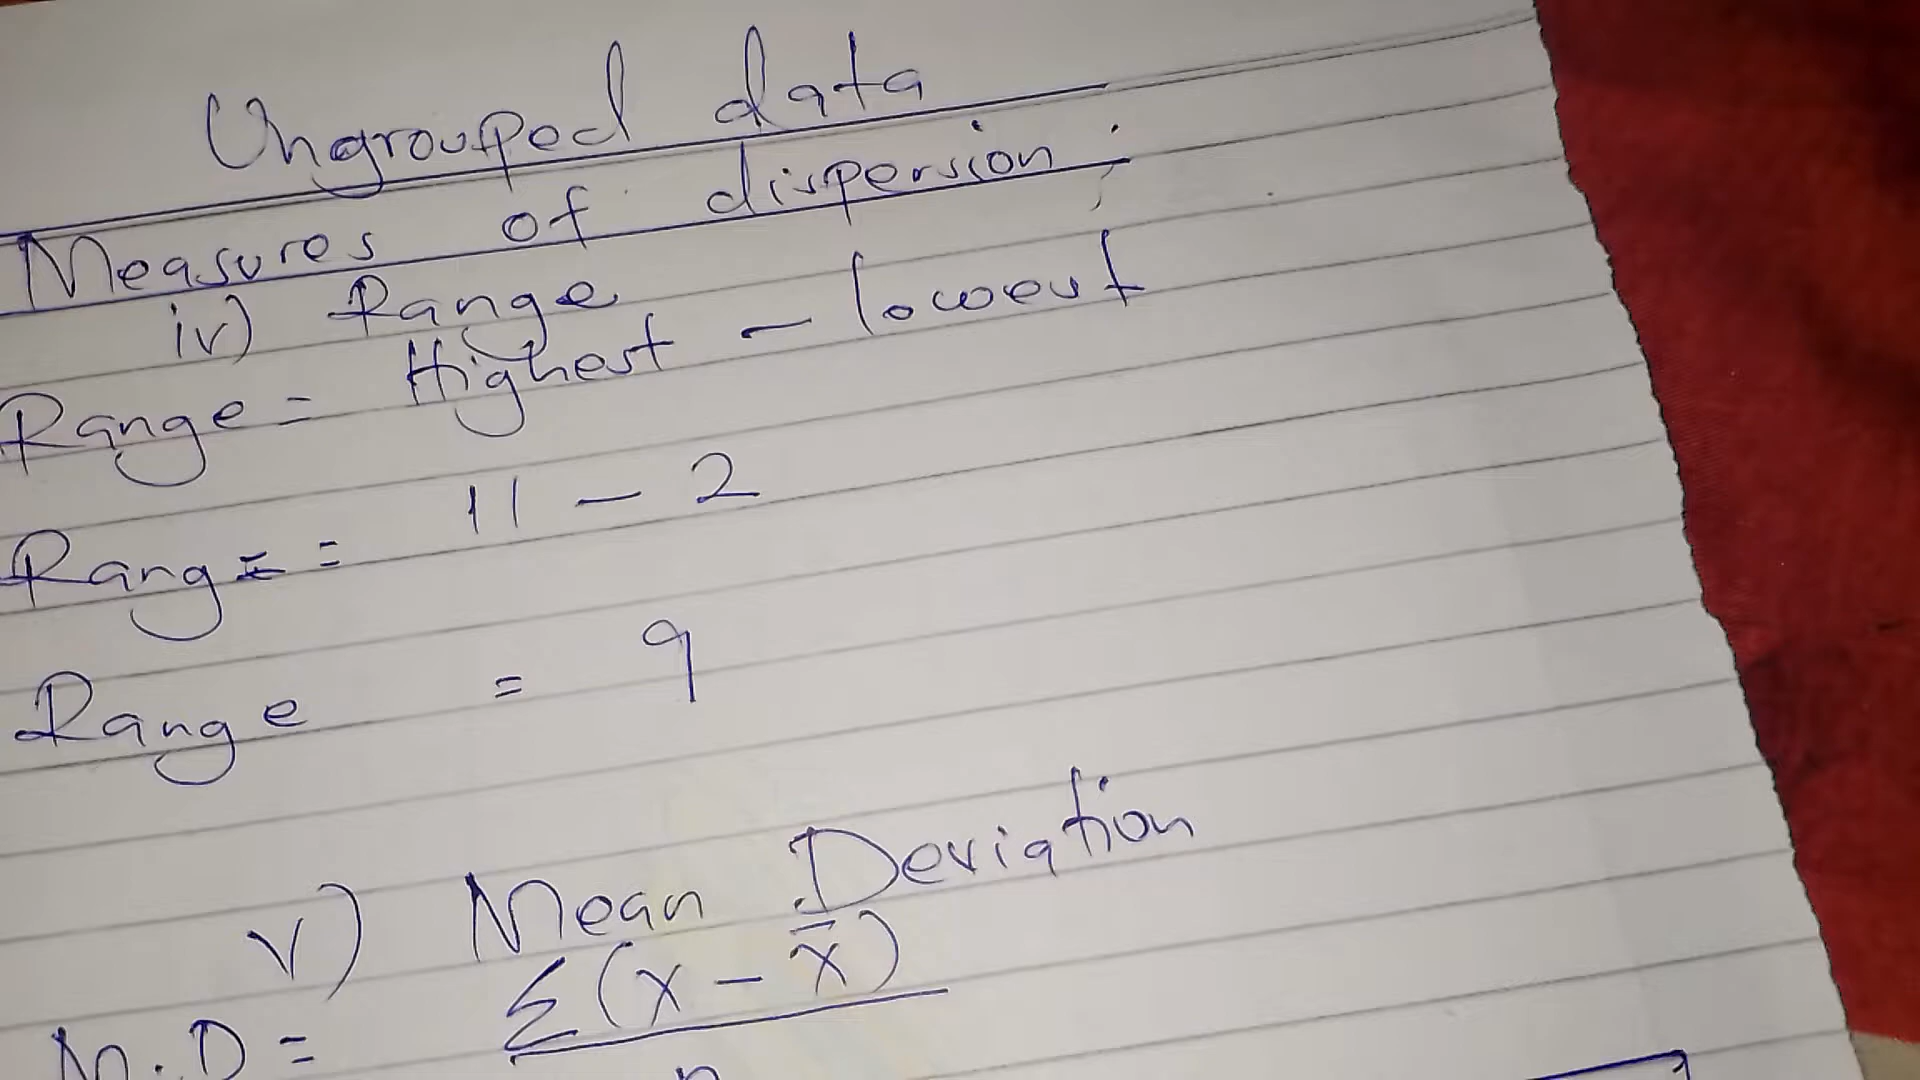 Ungrouped data
Measures of dispersion:
iv) Range
Range = Highest - lowest
Range = 11 - 2
Range = 9
v) Mean Deviation
M.D = Σ(x - x̄)
n